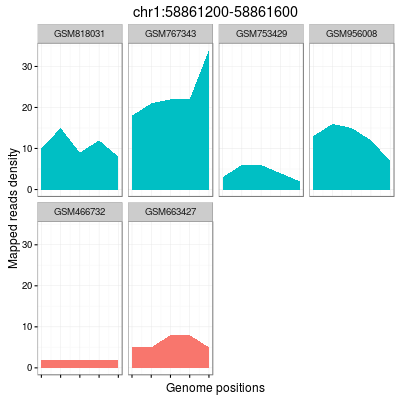 chr1:58861200-58861600
GSM818031 GSM767343 GSM753429 GSM956008
30
20
10
0
GSM466732 GSM663427
30
20
10
0
Mapped reads density
Genome positions